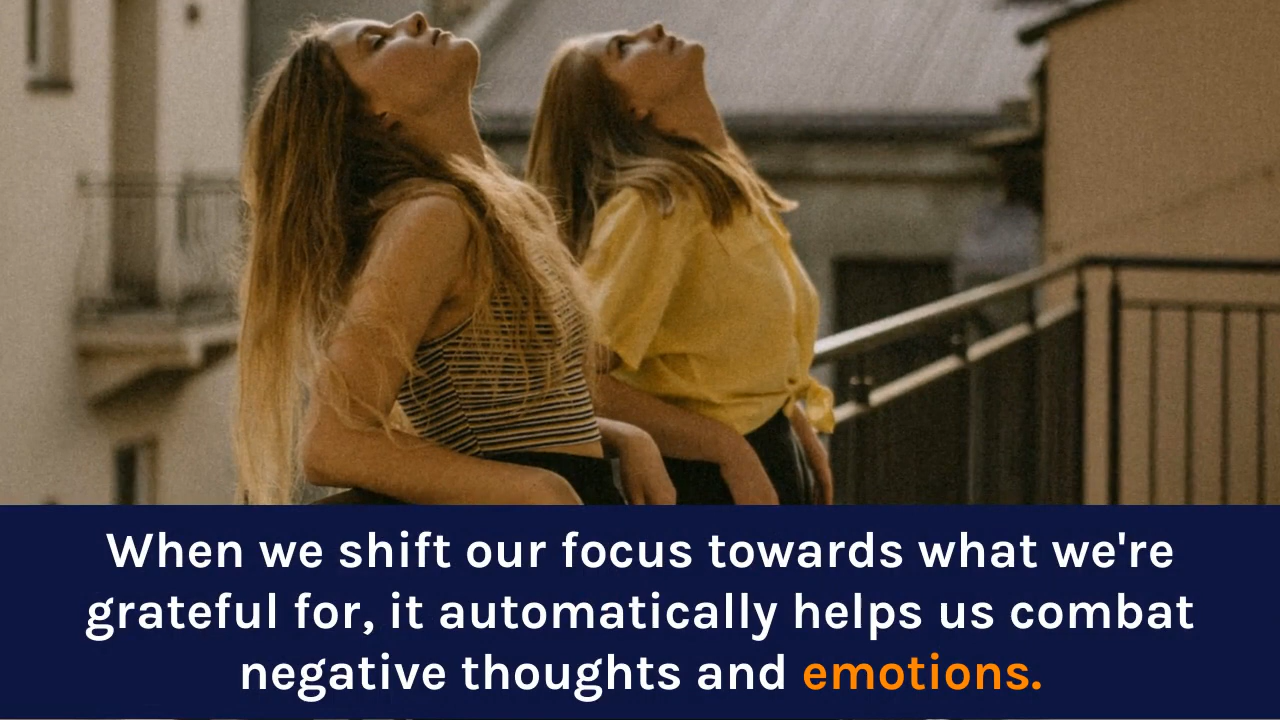 When we shift our focus towards what we're
grateful for, it automatically helps us combat
negative thoughts and emotions.